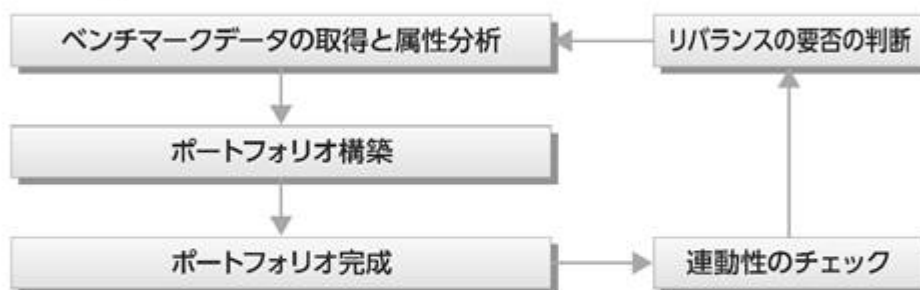 ベンチマークデータの取得と属性分析
リバランスの要否の判断
ポートフォリオ構築
ポートフォリオ完成
連動性のチェック